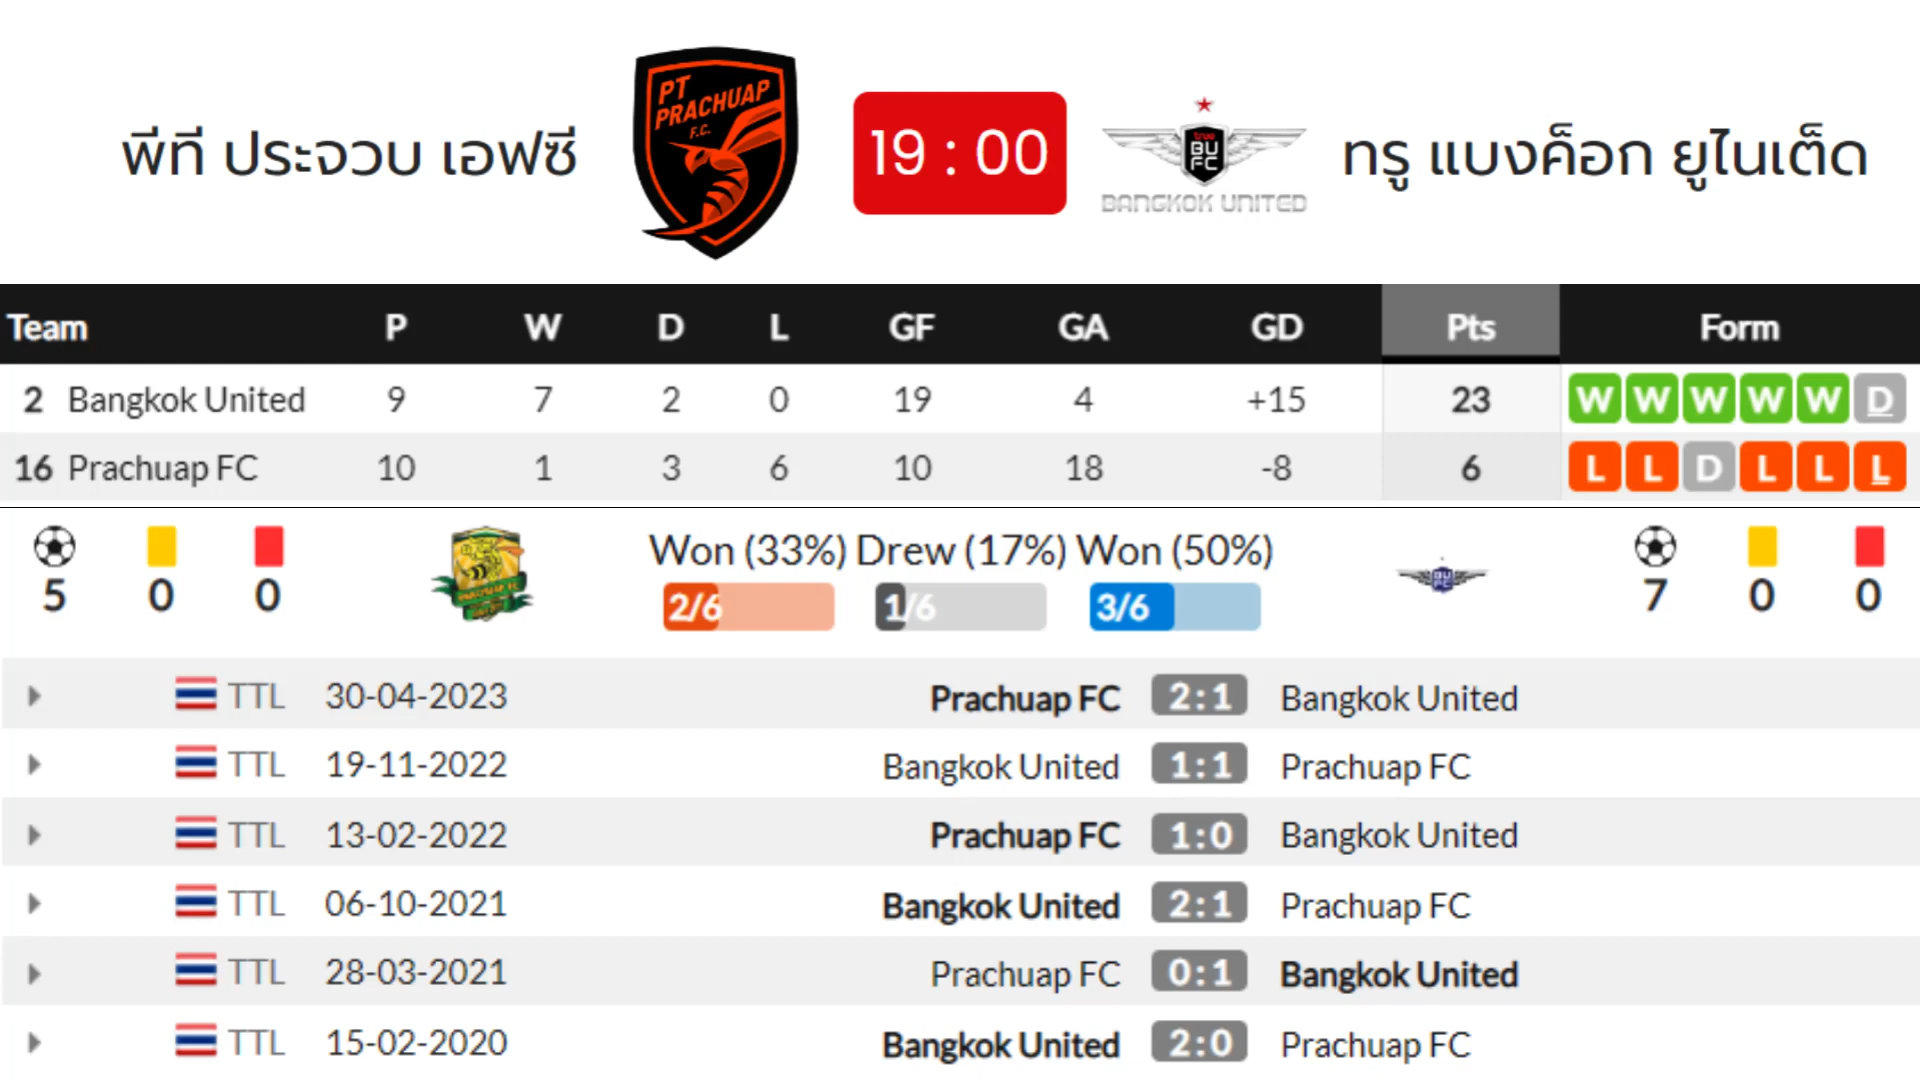 พีที ประจวบ เอฟซี
PT
PRACHUAP
F.C.
19 : 00
true
BU
FC
BANGKOK UNITED
ทรู แบงค็อก ยูไนเต็ด
Team P W D L GF GA GD Pts Form
2 Bangkok United 9 7 2 0 19 4 +15 23 W W W W W D
16 Prachuap FC 10 1 3 6 10 18 -8 6 L L D L L L
5 0 0 Won (33%) Drew (17%) Won (50%) 7 0 0
2/6 1/6 3/6
TTL 30-04-2023 Prachuap FC 2:1 Bangkok United
TTL 19-11-2022 Bangkok United 1:1 Prachuap FC
TTL 13-02-2022 Prachuap FC 1:0 Bangkok United
TTL 06-10-2021 Bangkok United 2:1 Prachuap FC
TTL 28-03-2021 Prachuap FC 0:1 Bangkok United
TTL 15-02-2020 Bangkok United 2:0 Prachuap FC